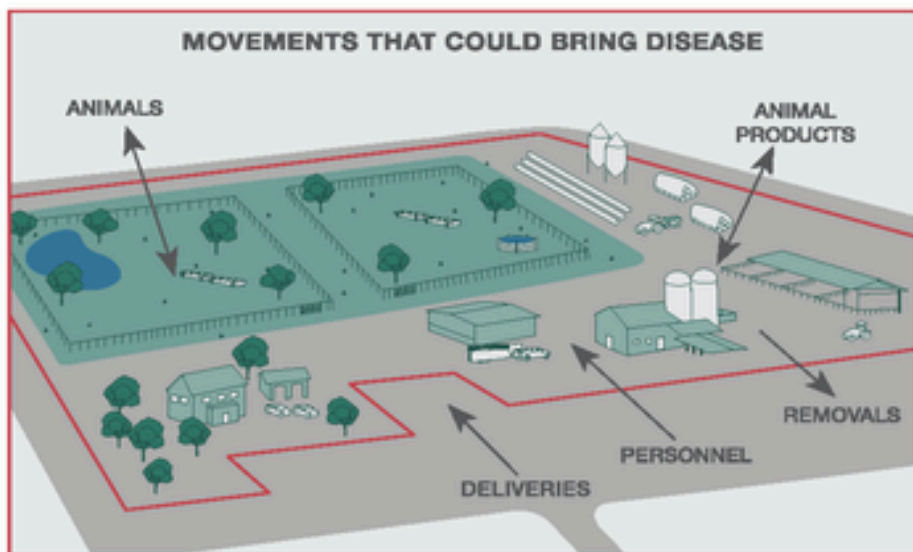 MOVEMENTS THAT COULD BRING DISEASE
ANIMALS
ANIMAL
PRODUCTS
REMOVALS
PERSONNEL
DELIVERIES